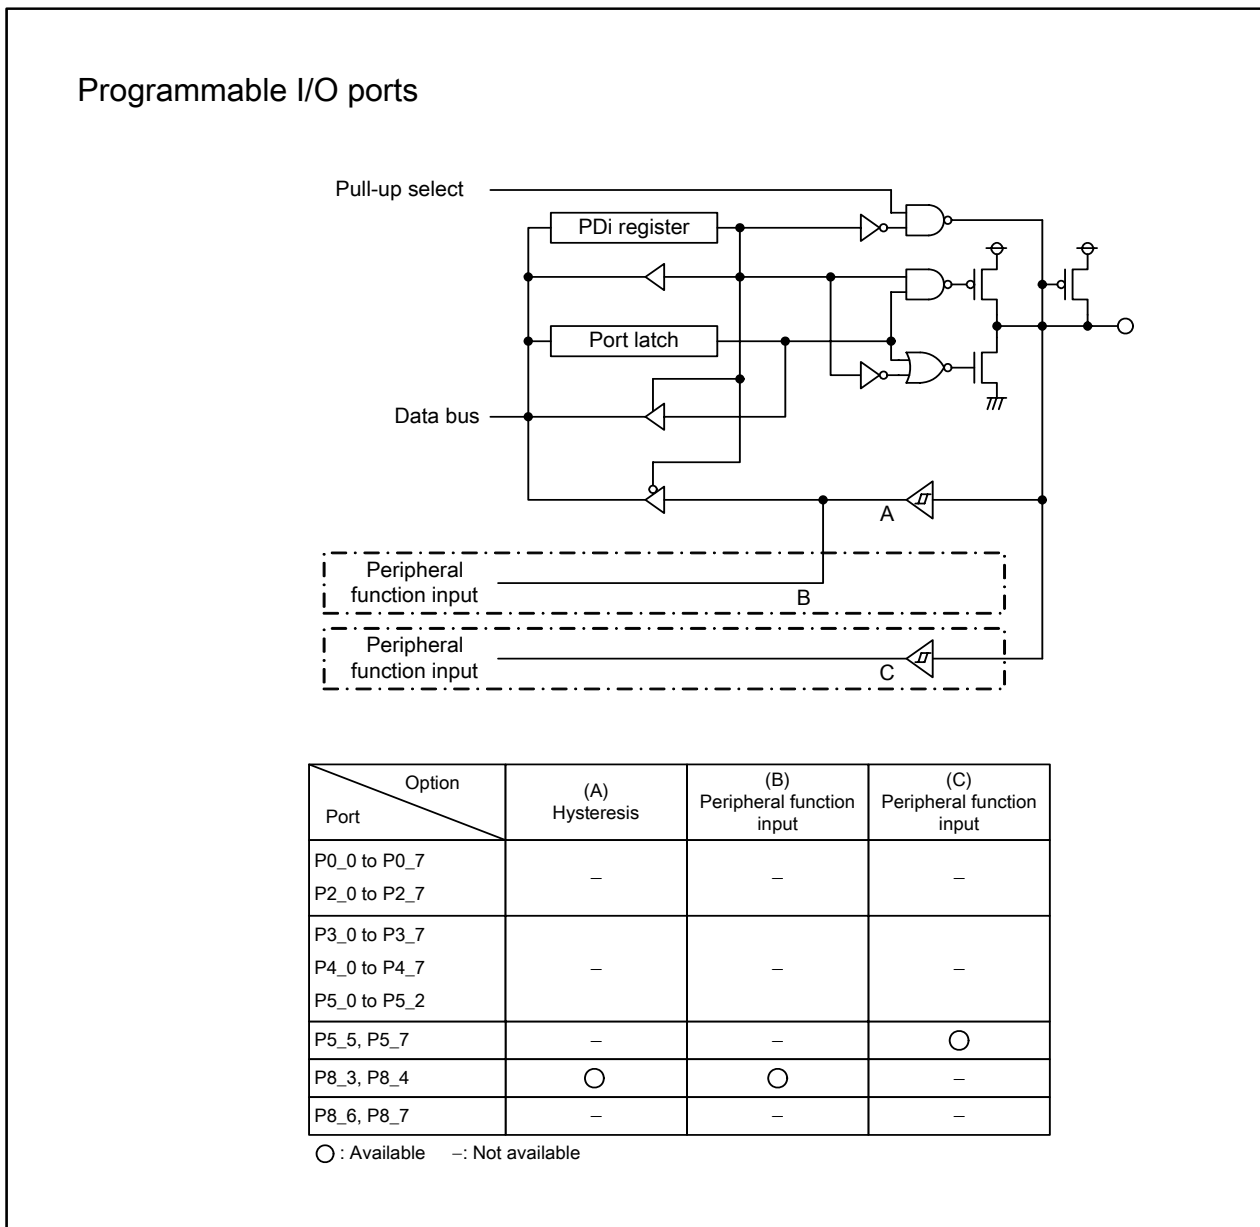 Programmable I/O ports
Pull-up select
PDi register
Port latch
Data bus
A
Peripheral
function input
B
Peripheral
function input
C
Option
Port
(A)
Hysteresis
(B)
Peripheral function
input
(C)
Peripheral function
input
P0_0 to P0_7
P2_0 to P2_7
– – –
P3_0 to P3_7
P4_0 to P4_7
P5_0 to P5_2
– – –
P5_5, P5_7 – – ○
P8_3, P8_4 ○ ○ –
P8_6, P8_7 – – –
○ : Available –: Not available